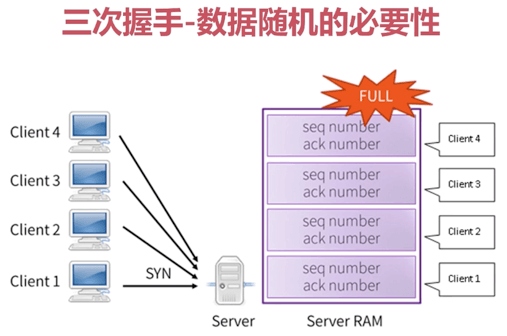 三次握手-数据随机的必要性
FULL
Client 4
Client 3
Client 2
Client 1
SYN
Server
seq number
ack number
seq number
ack number
seq number
ack number
seq number
ack number
Server RAM
Client 4
Client 3
Client 2
Client 1